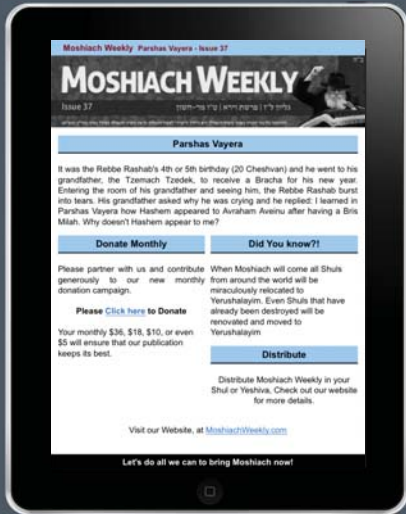 Moshiach Weekly Parshas Vayera - Issue 37
ב"ה
MOSHIACH WEEKLY
Issue 37
Parshas Vayera
It was the Rebbe Rashab's 4th or 5th birthday (20 Cheshvan) and he went to his
grandfather, the Tzemach Tzedek, to receive a Bracha for his new year.
Entering the room of his grandfather and seeing him, the Rebbe Rashab burst
into tears. His grandfather asked why he was crying and he replied: I learned in
Parshas Vayera how Hashem appeared to Avraham Aveinu after having a Bris
Milah. Why doesn't Hashem appear to me?
Donate Monthly
Please partner with us and contribute
generously to our new monthly
donation campaign.
Please Click here to Donate
Your monthly $36, $18, $10, or even
$5 will ensure that our publication
keeps its best.
Did You know?!
When Moshiach will come all Shuls
from around the world will be
miraculously relocated to
Yerushalayim. Even Shuls that have
already been destroyed will be
renovated and moved to
Yerushalayim
Distribute
Distribute Moshiach Weekly in your
Shul or Yeshiva, Check out our website
for more details.
Visit our Website, at MoshiachWeekly.com
Let's do all we can to bring Moshiach now!